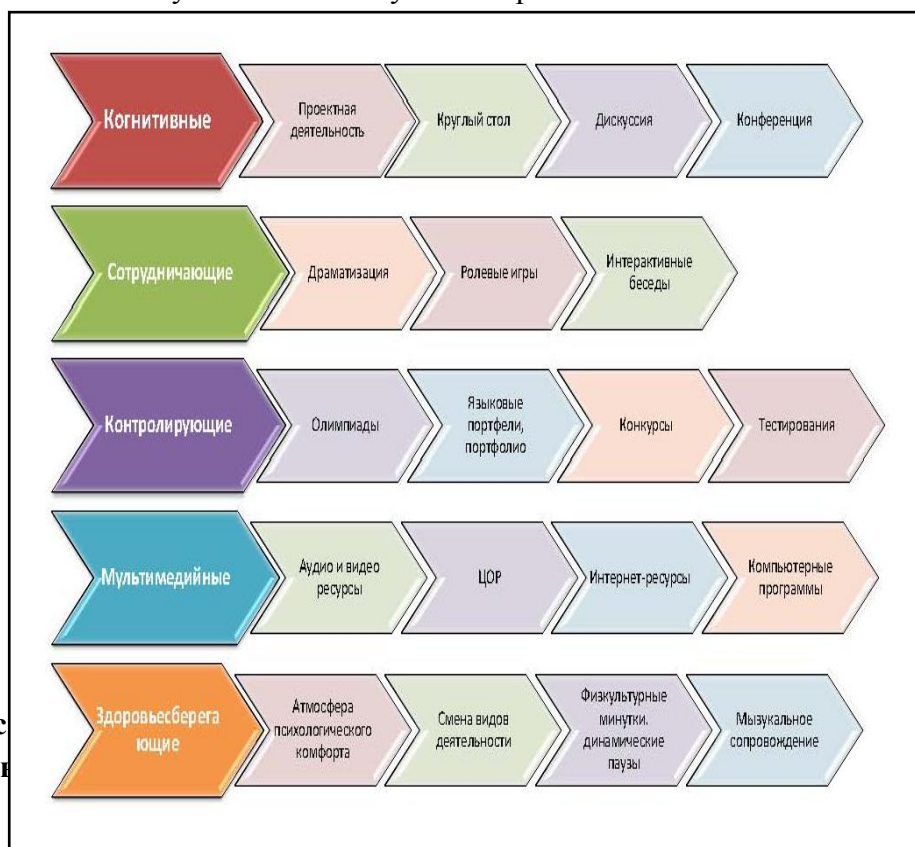 Когнитивные
Проектная
деятельность
Круглый стол
Дискуссия
Конференция
Сотрудничающие
Драматизация
Ролевые игры
Интерактивные
беседы
Контролирующие
Олимпиады
Языковые
портфели,
портфолио
Конкурсы
Тестирования
Мультимедийные
Аудио и видео
ресурсы
ЦОР
Интернет-ресурсы
Компьютерные
программы
Здоровьесберега
ющие
Атмосфера
психологического
комфорта
Смена видов
деятельности
Физкультурные
минутки.
динамические
паузы
Мызукальное
сопровождение